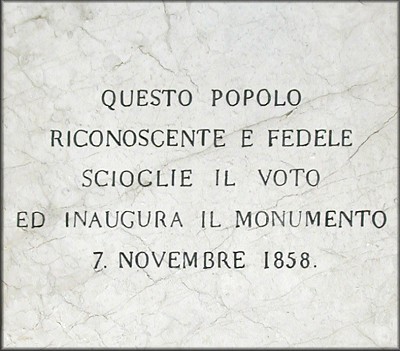 QUESTO POPOLO
RICONOSCENTE E FEDELE
SCIOGLIE IL VOTO
ED INAUGURA IL MONUMENTO
7. NOVEMBRE 1858.